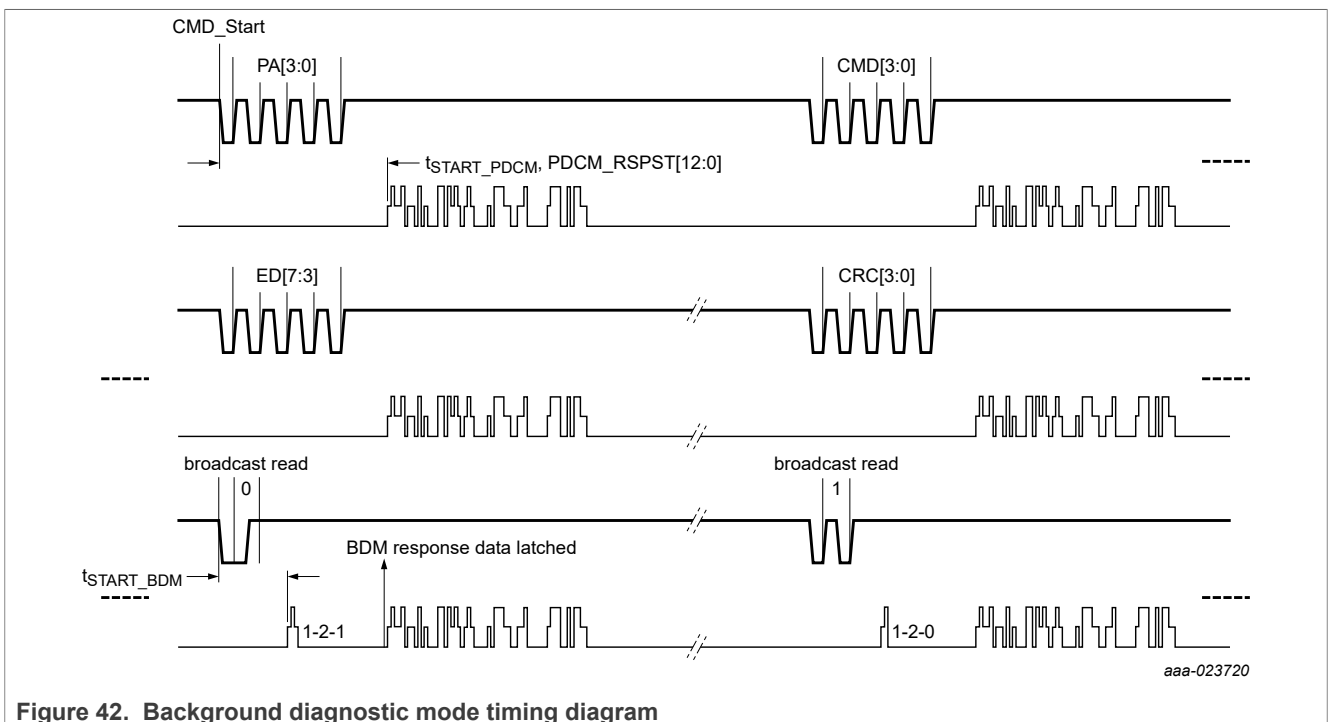 CMD_Start
PA[3:0]
CMD[3:0]
tSTART_PDCM, PDCM_RSPST[12:0]
ED[7:3]
CRC[3:0]
broadcast read
broadcast read
0
1
BDM response data latched
tSTART_BDM
1-2-1
1-2-0
aaa-023720
Figure 42. Background diagnostic mode timing diagram